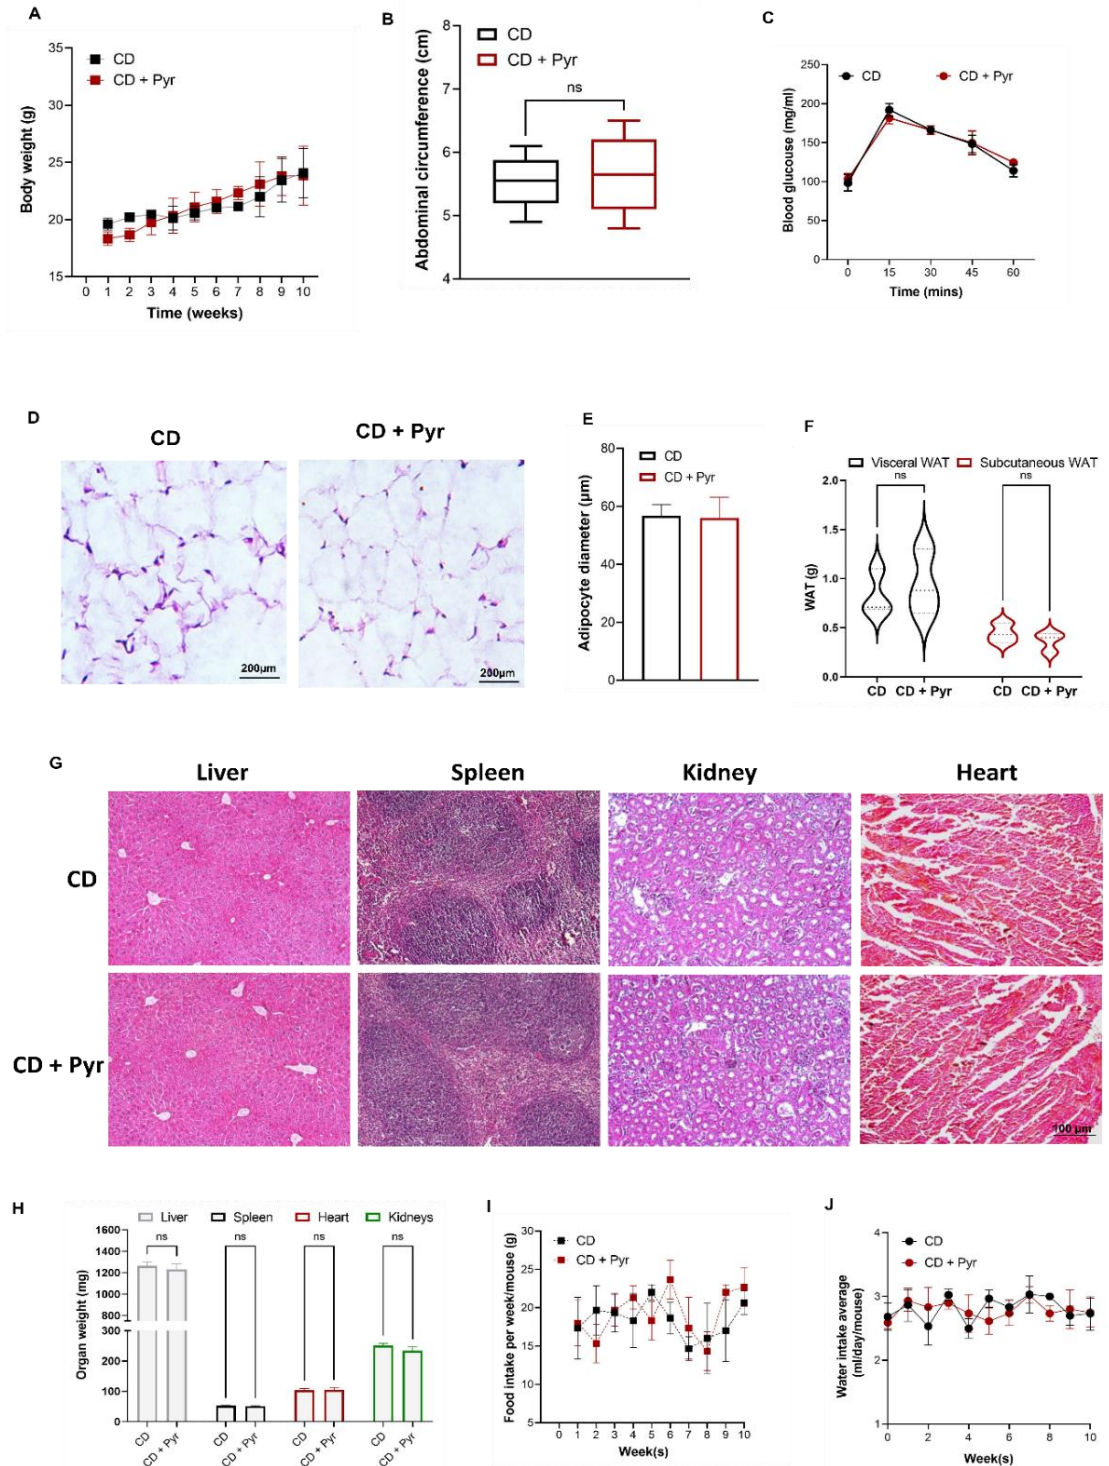 A
CD
CD + Pyr
Body weight (g)
35
30
25
20
15
0 1 2 3 4 5 6 7 8 9 10
Time (weeks)
B
CD
CD + Pyr
ns
Abdominal circumference (cm)
8
7
6
5
4
C
CD
CD + Pyr
Blood glucouse (mg/ml)
250
200
150
100
50
0
0 15 30 45 60
Time (mins)
D
CD
CD + Pyr
200µm
200µm
E
CD
CD + Pyr
Adipocyte diameter (µm)
80
60
40
20
0
F
Visceral WAT
Subcutaneous WAT
ns
ns
WAT (g)
2.0
1.5
1.0
0.5
0.0
CD CD + Pyr CD CD + Pyr
G
Liver Spleen Kidney Heart
CD
CD + Pyr
100 µm
H
Liver Spleen Heart Kidneys
ns ns ns ns
Organ weight (mg)
1600
1400
1200
1000
800
600
300
200
100
0
CD CD + Pyr CD CD + Pyr CD CD + Pyr CD CD + Pyr
I
CD
CD + Pyr
Food intake per week/mouse (g)
30
25
20
15
10
5
0 1 2 3 4 5 6 7 8 9 10
Week(s)
J
CD
CD + Pyr
Water intake average
(ml/day/mouse)
4
3
2
1
0 2 4 6 8 10
Week(s)